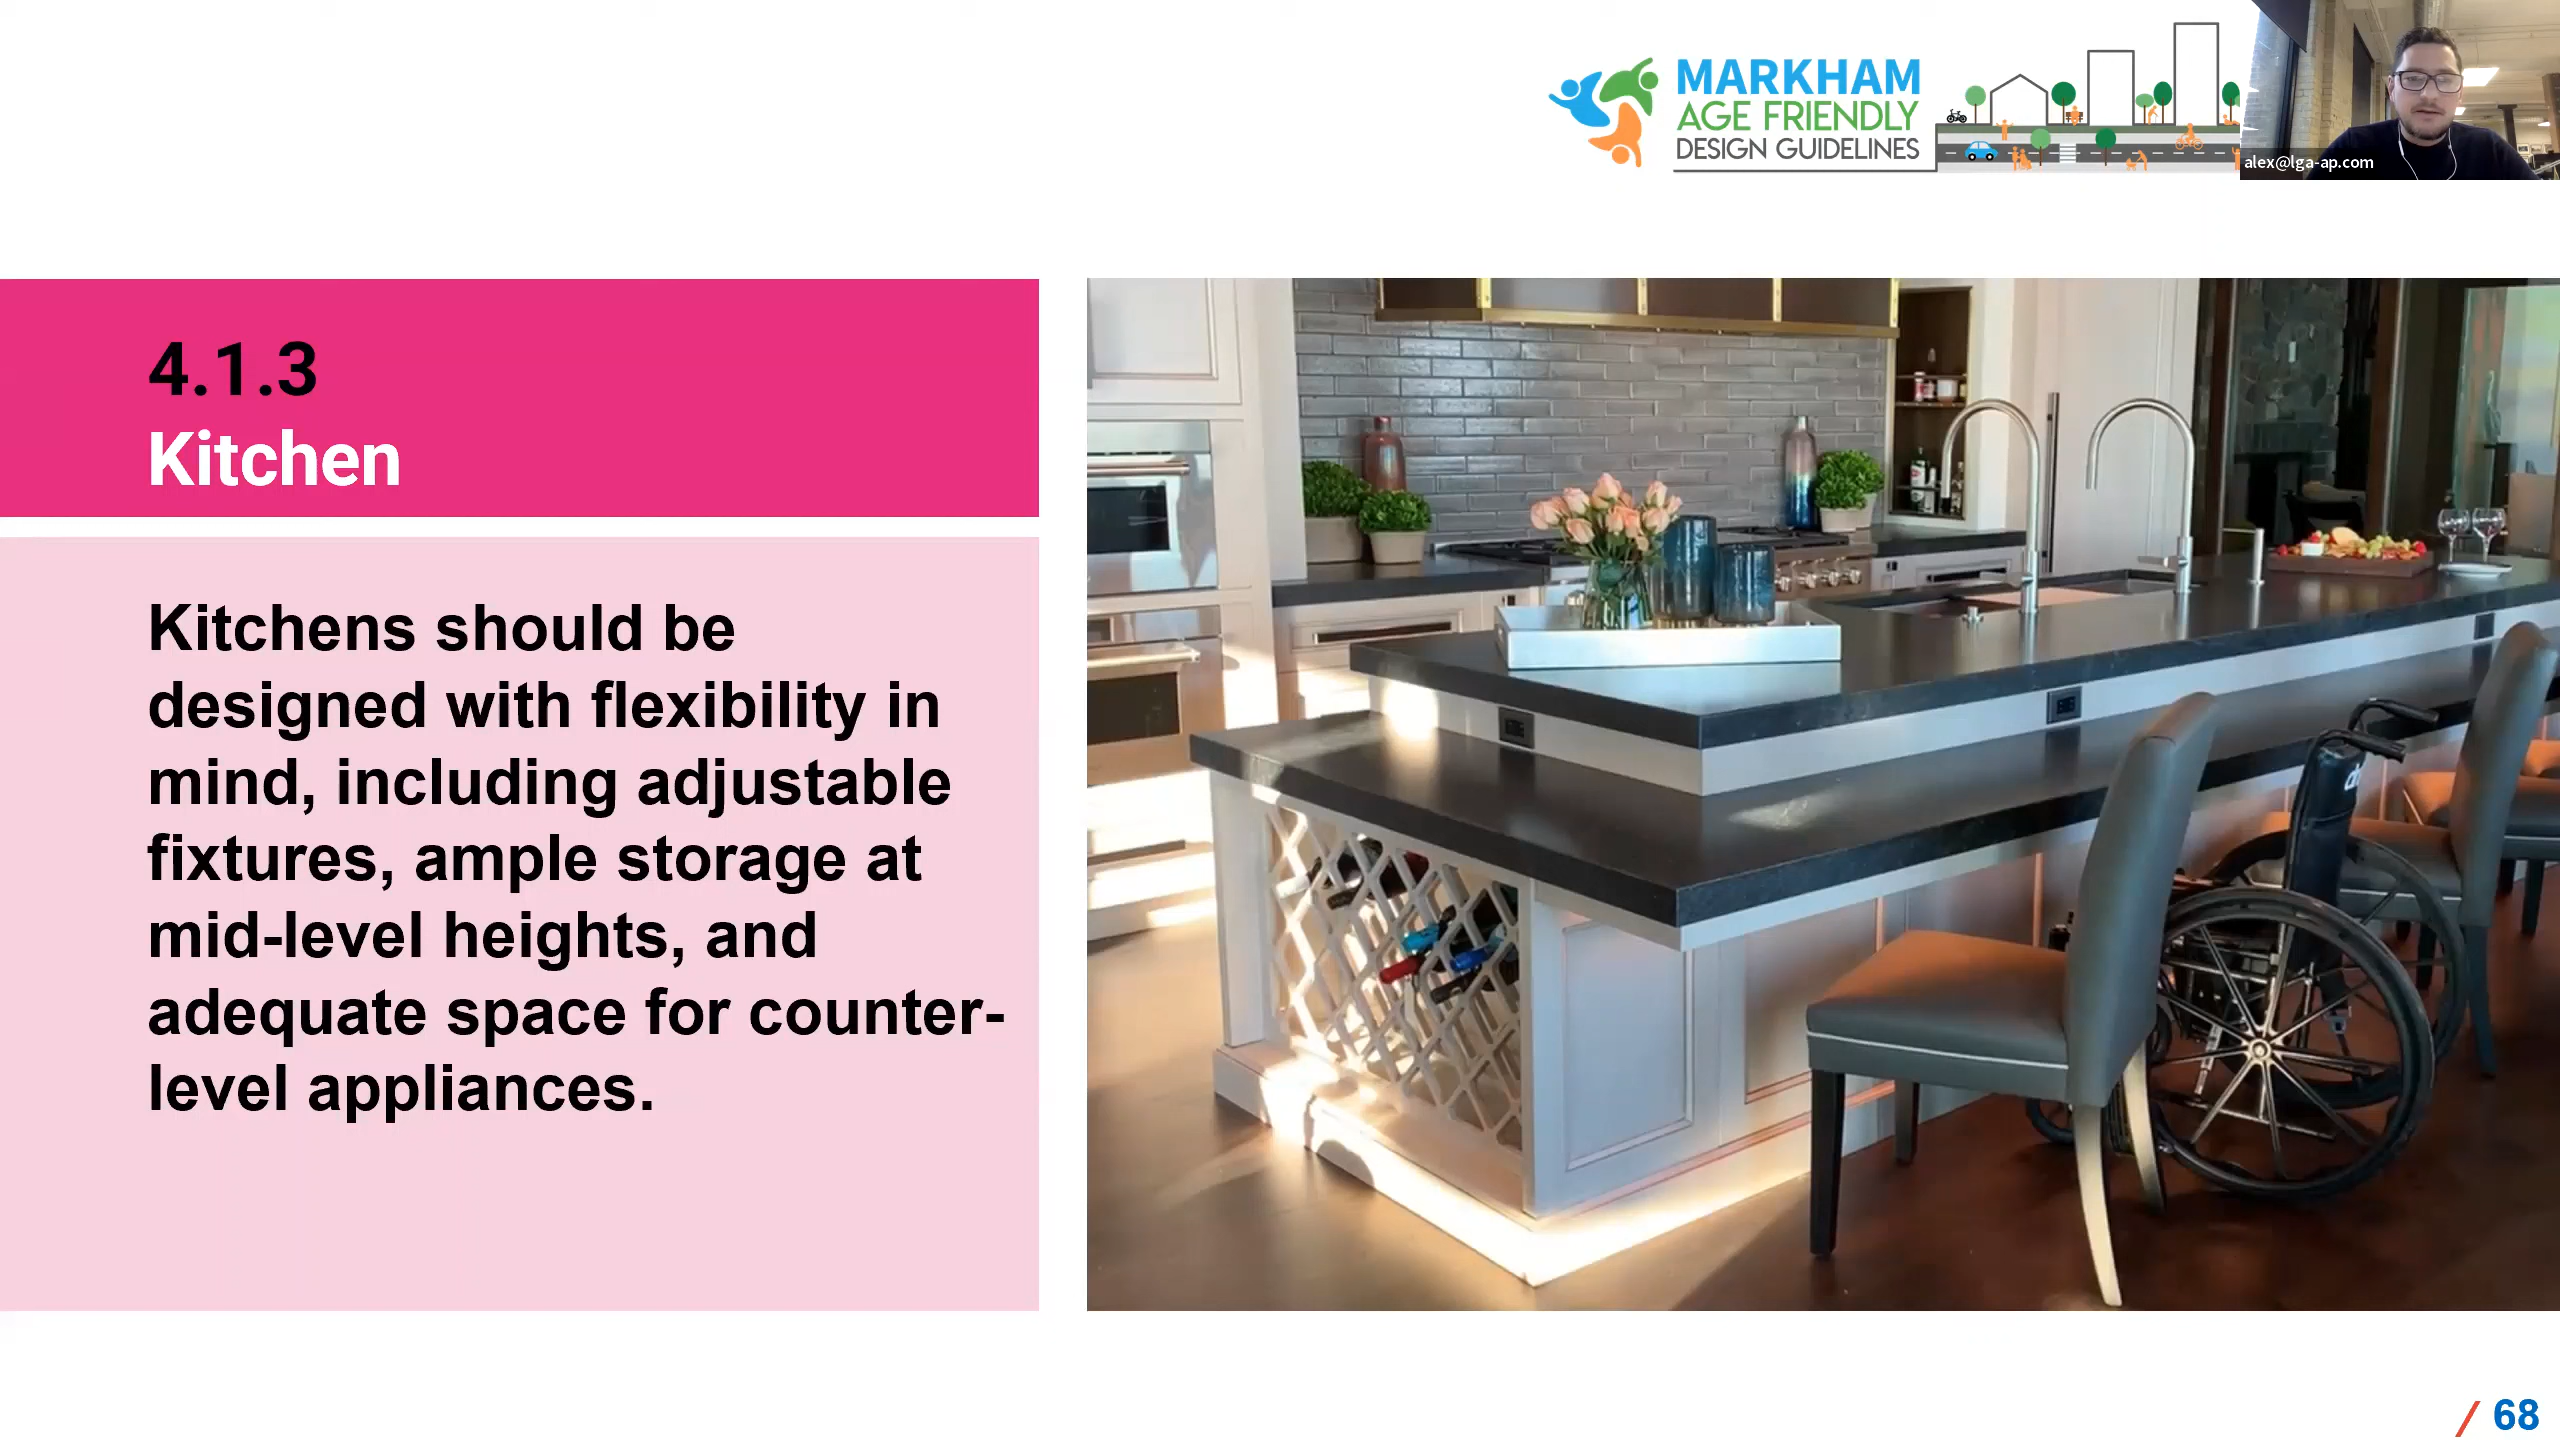 MARKHAM
AGE FRIENDLY
DESIGN GUIDELINES
alex@lga-ap.com
4.1.3
Kitchen
Kitchens should be
designed with flexibility in
mind, including adjustable
fixtures, ample storage at
mid-level heights, and
adequate space for counter-
level appliances.
/ 68